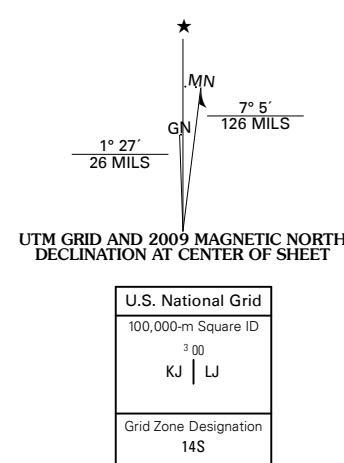 ★
MN
7° 5´
126 MILS
GN
1° 27´
26 MILS
UTM GRID AND 2009 MAGNETIC NORTH
DECLINATION AT CENTER OF SHEET
U.S. National Grid
100,000-m Square ID
3 00
KJ LJ
Grid Zone Designation
14S